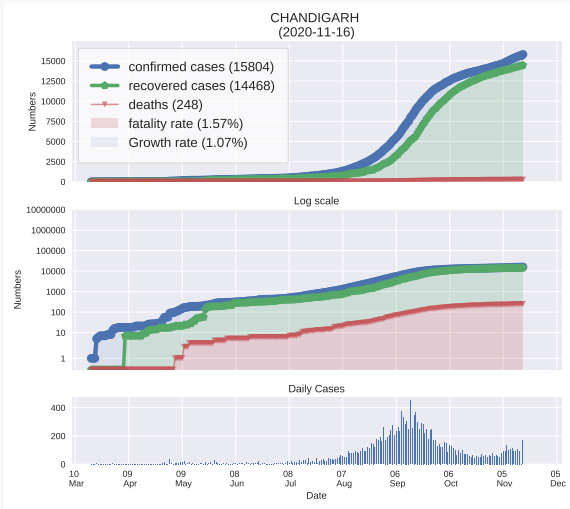 CHANDIGARH
(2020-11-16)
Numbers
15000
12500
10000
7500
5000
2500
0
confirmed cases (15804)
recovered cases (14468)
deaths (248)
fatality rate (1.57%)
Growth rate (1.07%)
Log scale
Numbers
10000000
1000000
100000
10000
1000
100
10
1
Daily Cases
400
200
0
10 09 09 08 08 07 06 06 05 05
Mar Apr May Jun Jul Aug Sep Oct Nov Dec
Date